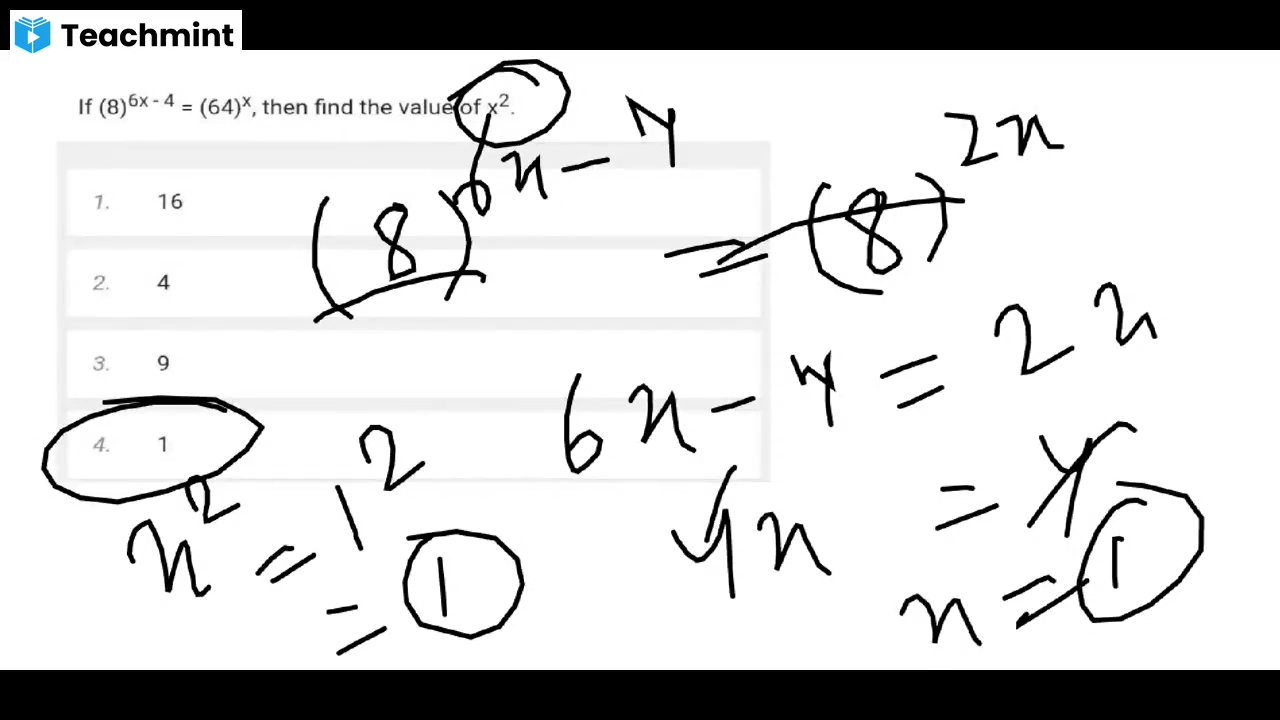 Teachmint
If (8)^{6x - 4} = (64)^x, then find the value of x².
1. 16
2. 4
3. 9
4. 1
(8)^{6x - 4} = (8)^{2x}
6x - 4 = 2x
4x = 4
x = 1
x² = 1²
= 1